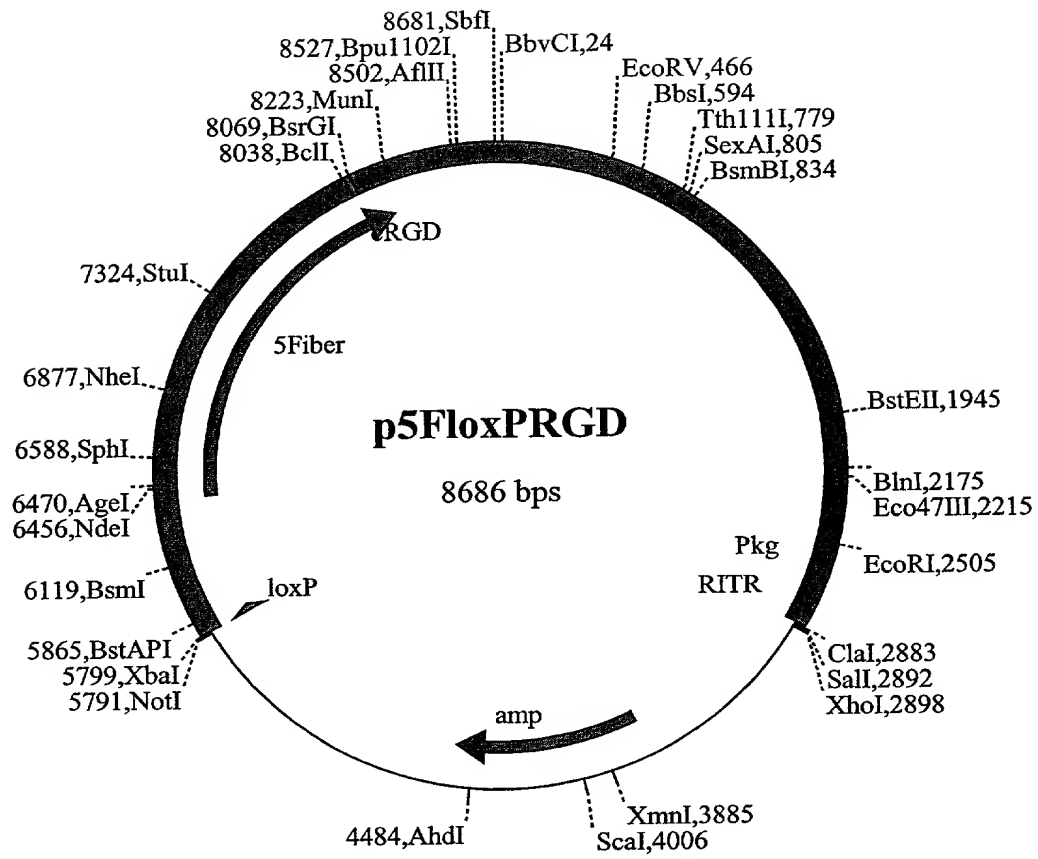 8681,SbfI
BbvCI,24
8527,Bpu1102I
8502,AflII
EcoRV,466
BbsI,594
8223,MunI
Tth111I,779
8069,BsrGI
SexAI,805
8038,BclI
BsmBI,834
cRGD
7324,StuI
5Fiber
6877,NheI
BstEII,1945
p5FloxPRGD
6588,SphI
8686 bps
BlnI,2175
6470,AgeI
Eco47III,2215
6456,NdeI
Pkg
EcoRI,2505
RITR
6119,BsmI
loxP
5865,BstAPI
ClaI,2883
5799,XbaI
SalI,2892
5791,NotI
XhoI,2898
amp
XmnI,3885
4484,AhdI
ScaI,4006